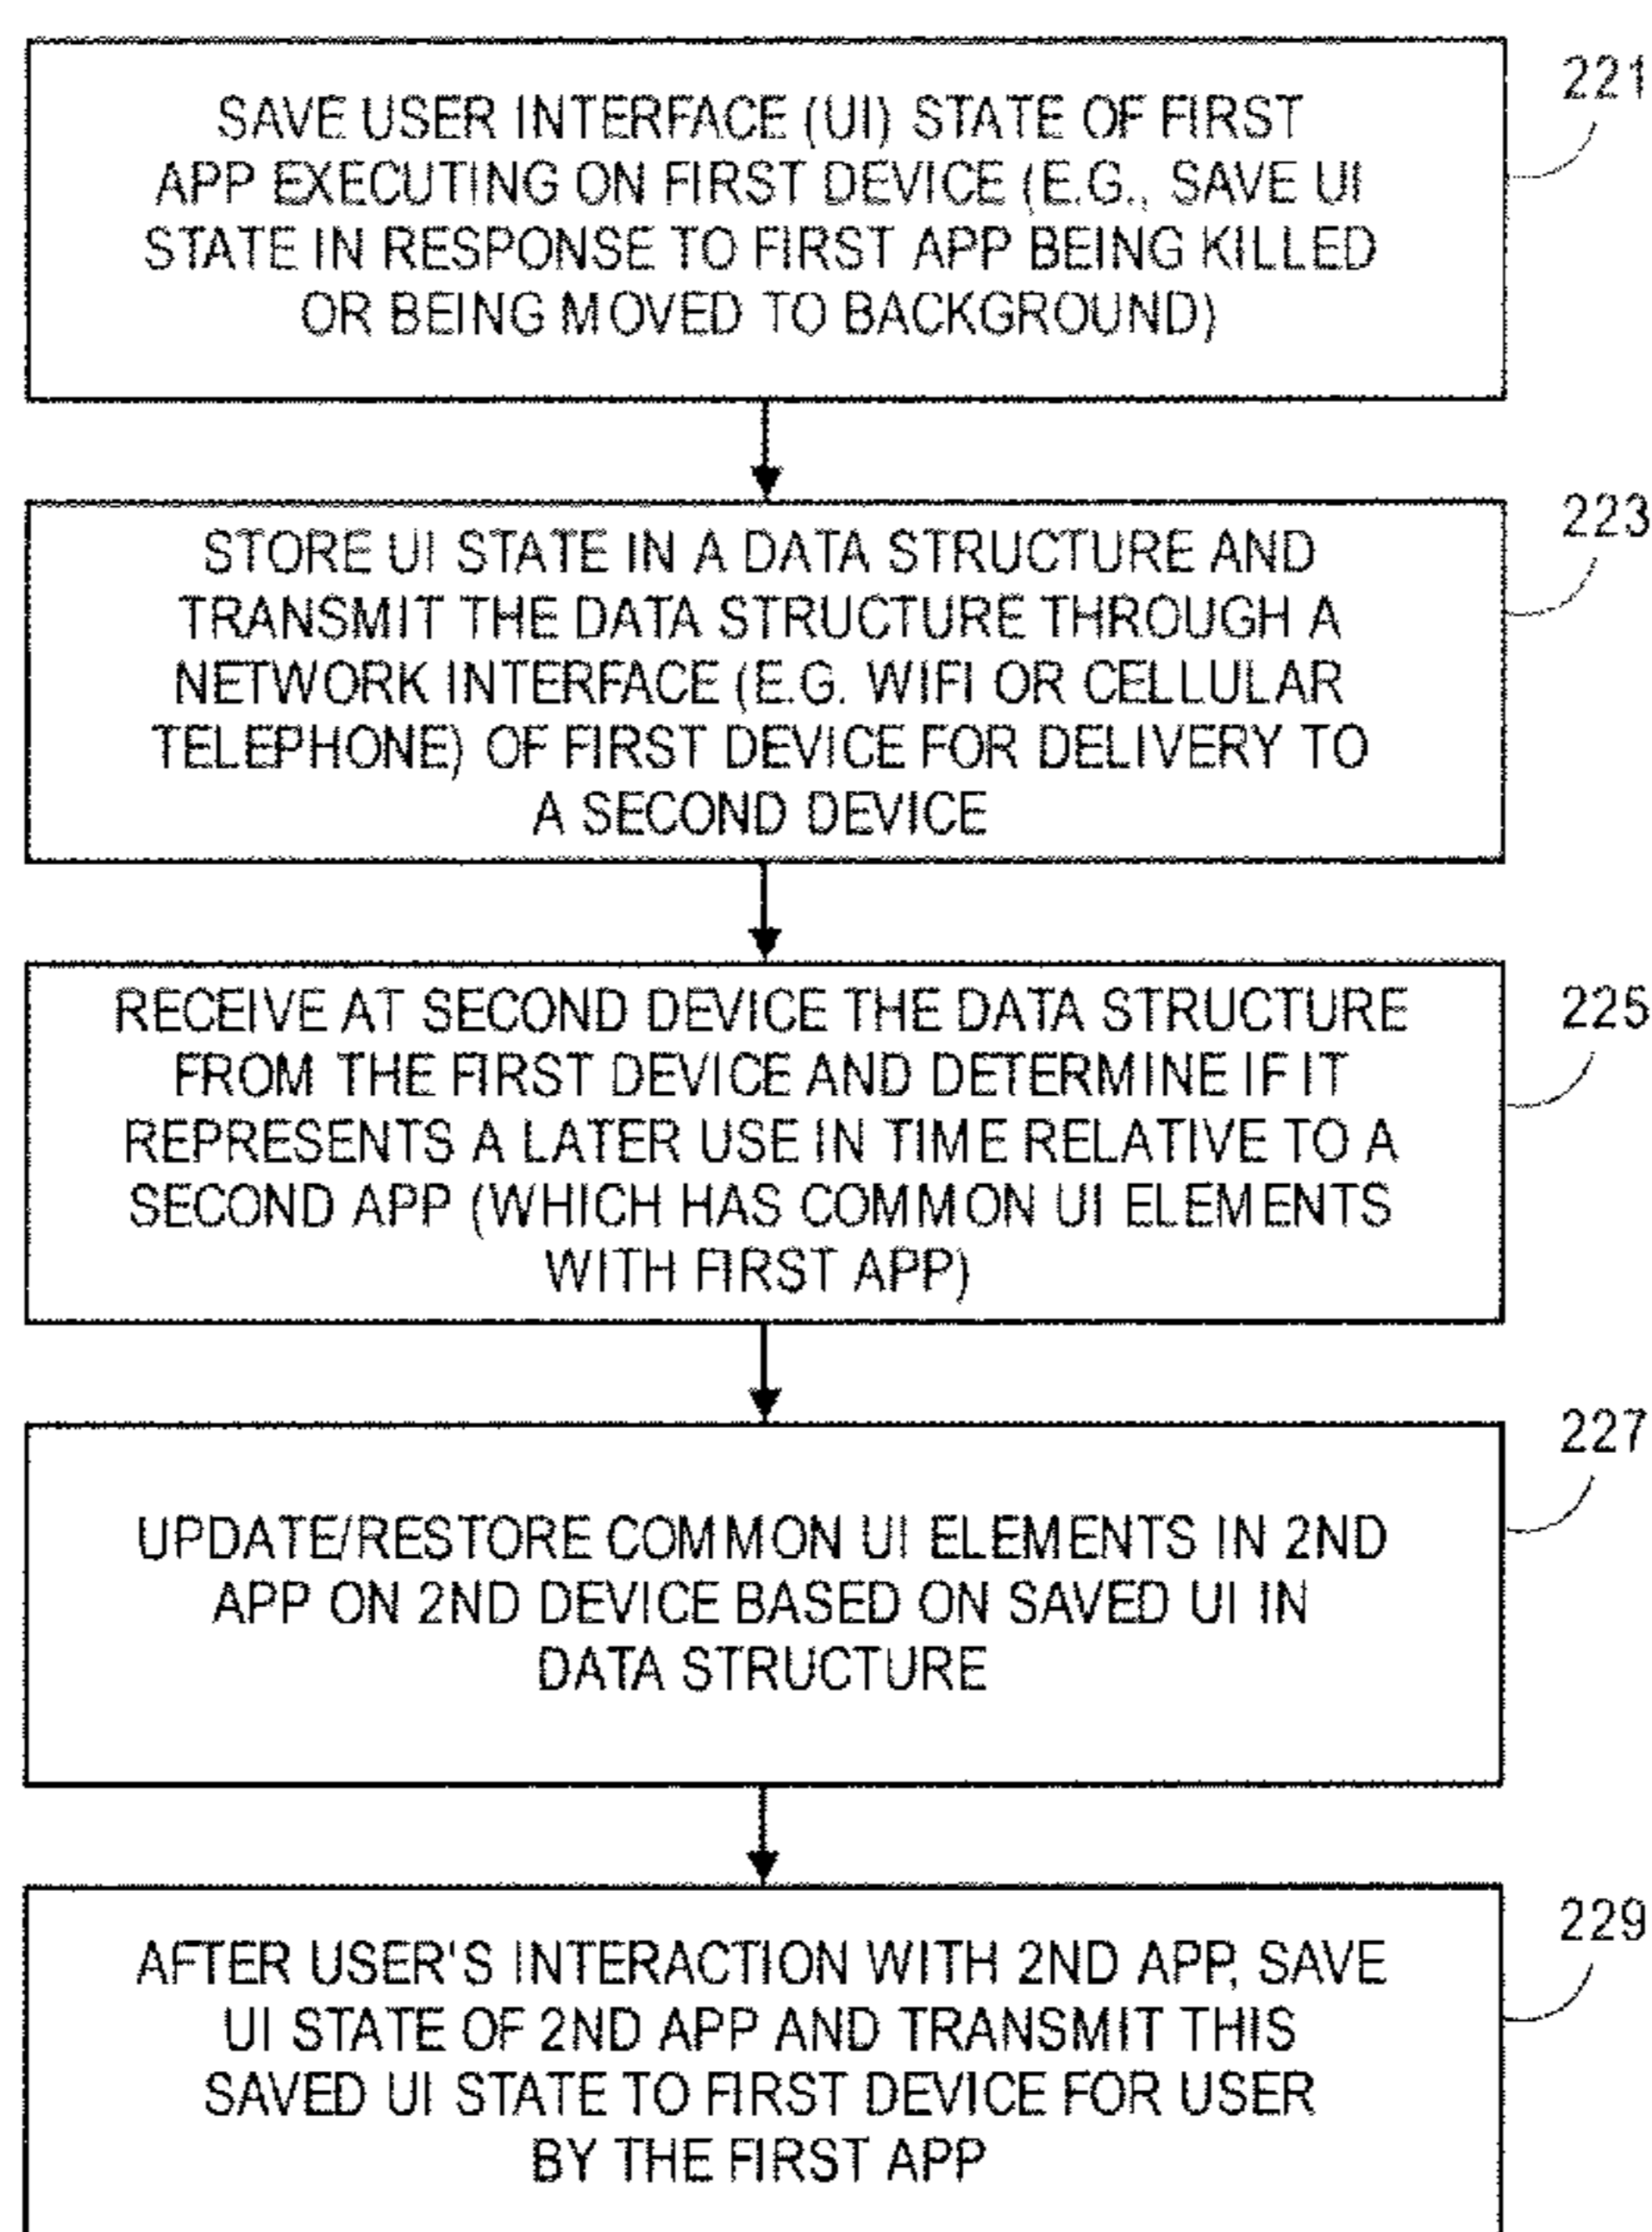 SAVE USER INTERFACE (UI) STATE OF FIRST
APP EXECUTING ON FIRST DEVICE (E.G., SAVE UI
STATE IN RESPONSE TO FIRST APP BEING KILLED
OR BEING MOVED TO BACKGROUND)
221
STORE UI STATE IN A DATA STRUCTURE AND
TRANSMIT THE DATA STRUCTURE THROUGH A
NETWORK INTERFACE (E.G. WIFI OR CELLULAR
TELEPHONE) OF FIRST DEVICE FOR DELIVERY TO
A SECOND DEVICE
223
RECEIVE AT SECOND DEVICE THE DATA STRUCTURE
FROM THE FIRST DEVICE AND DETERMINE IF IT
REPRESENTS A LATER USE IN TIME RELATIVE TO A
SECOND APP (WHICH HAS COMMON UI ELEMENTS
WITH FIRST APP)
225
UPDATE/RESTORE COMMON UI ELEMENTS IN 2ND
APP ON 2ND DEVICE BASED ON SAVED UI IN
DATA STRUCTURE
227
AFTER USER'S INTERACTION WITH 2ND APP, SAVE
UI STATE OF 2ND APP AND TRANSMIT THIS
SAVED UI STATE TO FIRST DEVICE FOR USER
BY THE FIRST APP
229